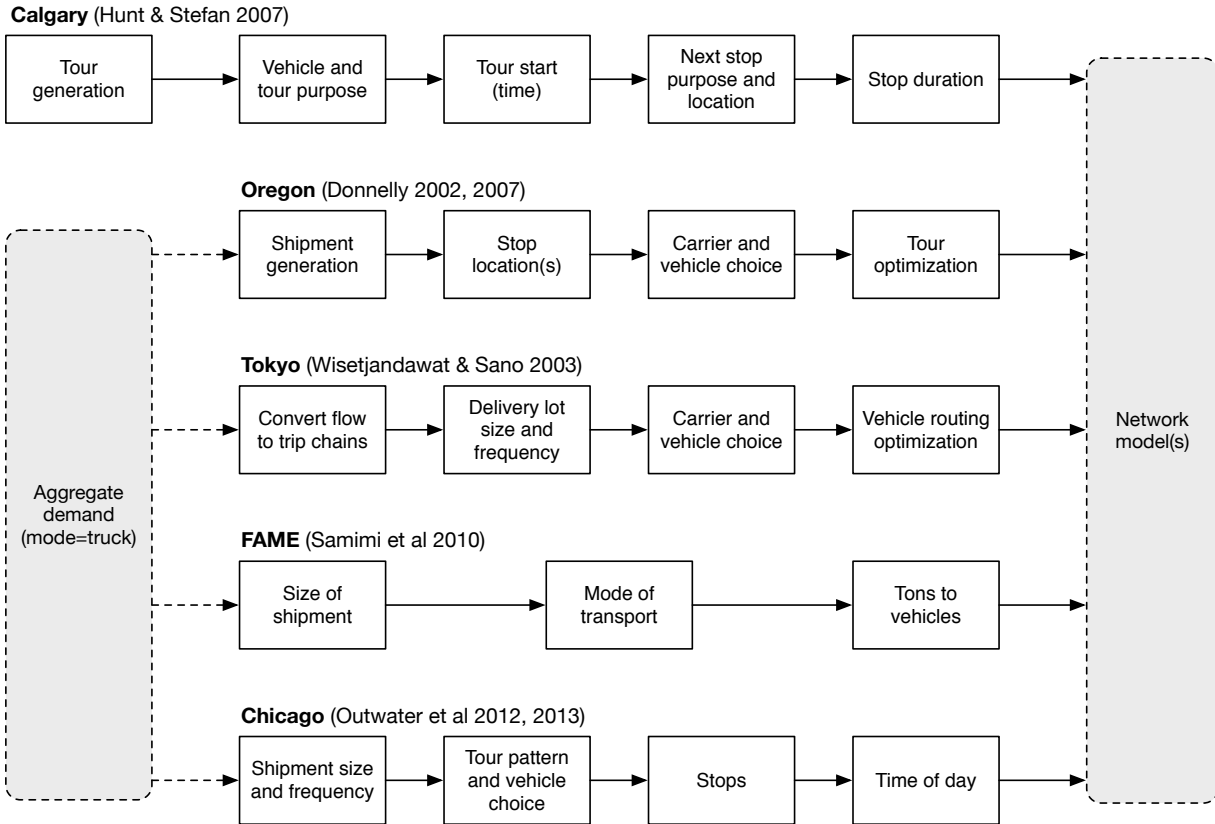 Calgary (Hunt & Stefan 2007)
Tour
generation
Vehicle and
tour purpose
Tour start
(time)
Next stop
purpose and
location
Stop duration
Oregon (Donnelly 2002, 2007)
Shipment
generation
Stop
location(s)
Carrier and
vehicle choice
Tour
optimization
Tokyo (Wisetjandawat & Sano 2003)
Convert flow
to trip chains
Delivery lot
size and
frequency
Carrier and
vehicle choice
Vehicle routing
optimization
Network
model(s)
Aggregate
demand
(mode=truck)
FAME (Samimi et al 2010)
Size of
shipment
Mode of
transport
Tons to
vehicles
Chicago (Outwater et al 2012, 2013)
Shipment size
and frequency
Tour pattern
and vehicle
choice
Stops
Time of day